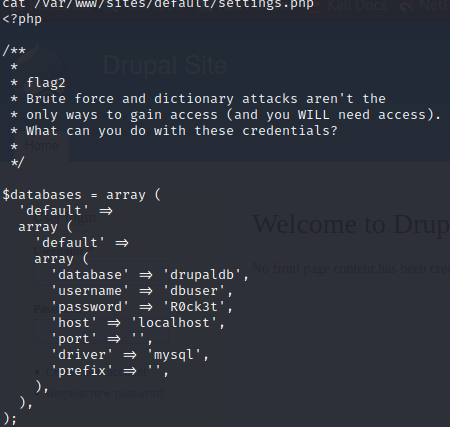 cat /var/www/sites/default/settings.php
Kali Docs
<?php
Drupal Site
/**
*
* flag2
* Brute force and dictionary attacks aren't the
* only ways to gain access (and you WILL need access).
* What can you do with these credentials?
*
*/
Home
$databases = array (
'default' =>
array (
'default' =>
Welcome to Drup
array (
'database' => 'drupaldb',
No front page content has been crea
'username' => 'dbuser',
'password' => 'R0ck3t',
'host' => 'localhost',
'port' => '',
'driver' => 'mysql',
'prefix' => '',
),
),
);